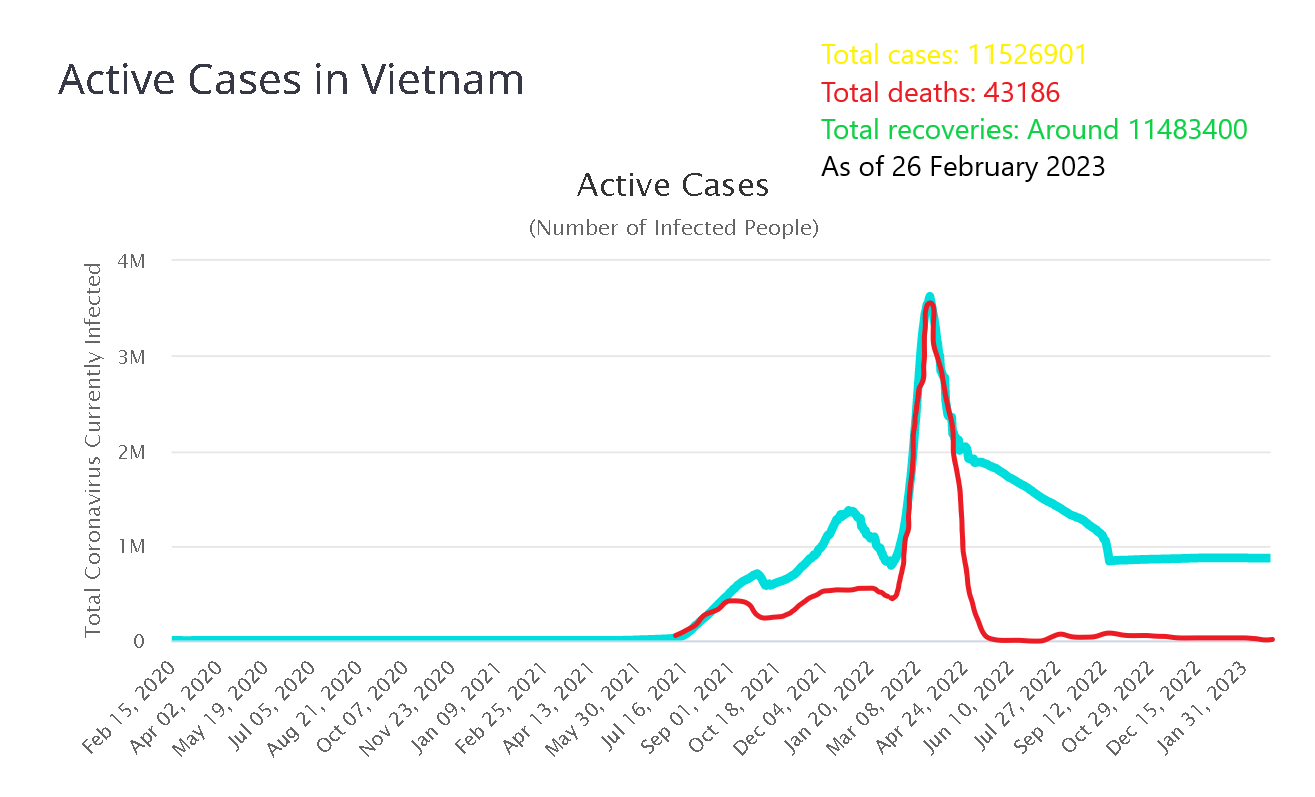 Active Cases in Vietnam
Total cases: 11526901
Total deaths: 43186
Total recoveries: Around 11483400
As of 26 February 2023
Active Cases
(Number of Infected People)
Total Coronavirus Currently Infected
4M
3M
2M
1M
0
Feb 15, 2020
Apr 02, 2020
May 19, 2020
Jul 05, 2020
Aug 21, 2020
Oct 07, 2020
Nov 23, 2020
Jan 09, 2021
Feb 25, 2021
Apr 13, 2021
May 30, 2021
Jul 16, 2021
Sep 01, 2021
Oct 18, 2021
Dec 04, 2021
Jan 20, 2022
Mar 08, 2022
Apr 24, 2022
Jun 10, 2022
Jul 27, 2022
Sep 12, 2022
Oct 29, 2022
Dec 15, 2022
Jan 31, 2023